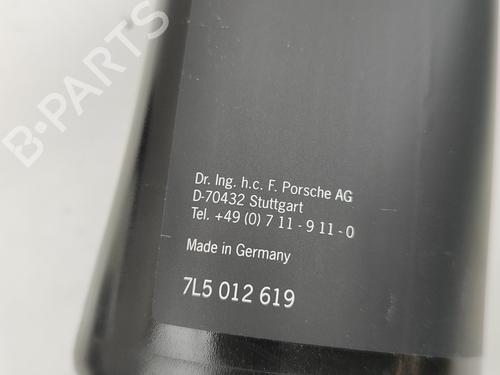 B-PARTS
Dr. Ing. h.c. F. Porsche AG
D-70432 Stuttgart
Tel. +49 (0) 7 11 - 9 11 - 0
Made in Germany
7L5 012 619